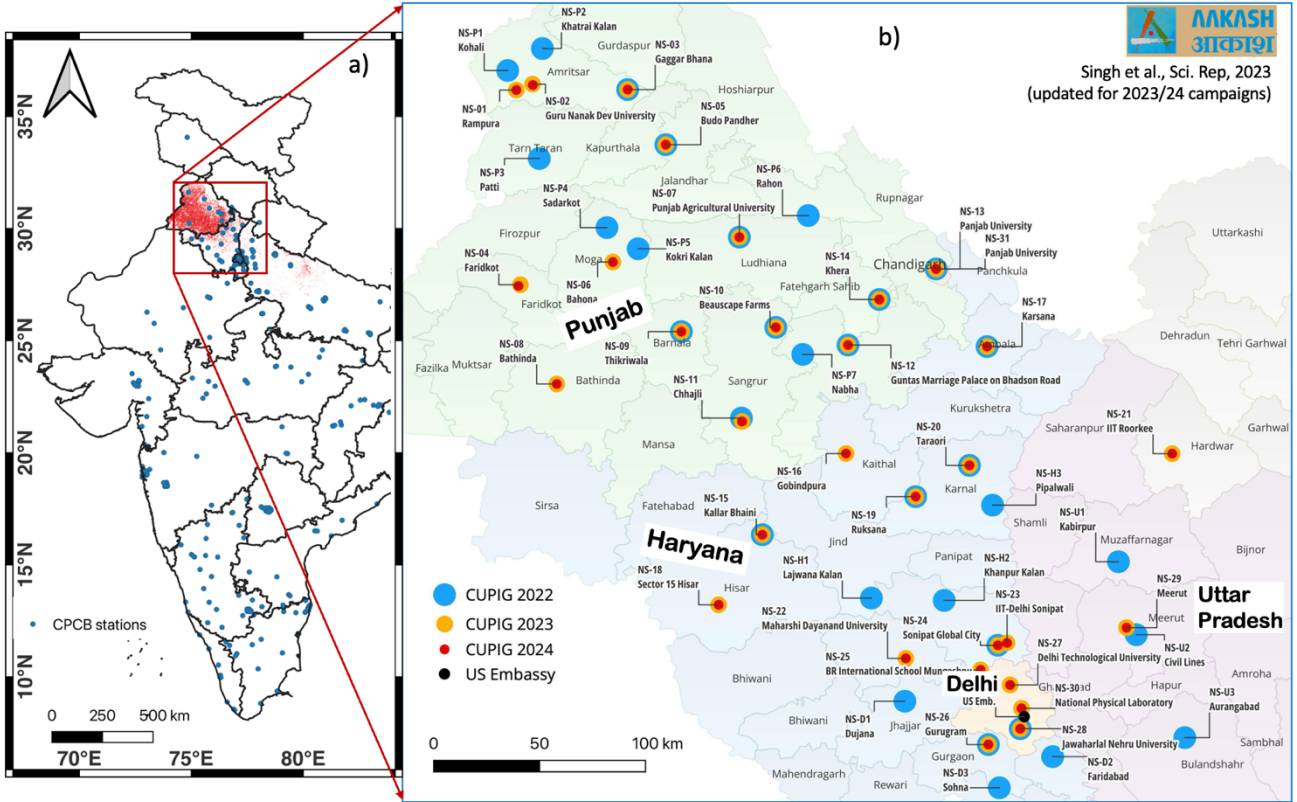 a)
35°N
30°N
25°N
20°N
15°N
10°N
CPCB stations
0 250 500 km
70°E 75°E 80°E
b)
AAKASH
आकाश
Singh et al., Sci. Rep, 2023
(updated for 2023/24 campaigns)
NS-P1
Kohali
NS-P2
Khatrai Kalan
Gurdaspur
NS-03
Gaggar Bhana
Amritsar
Hoshiarpur
NS-01
Rampura
NS-02
Guru Nanak Dev University
NS-05
Budo Pandher
Tarn Taran
Kapurthala
NS-P3
Patti
Jalandhar
NS-P4
Sadarkot
NS-07
Punjab Agricultural University
NS-P6
Rahon
Rupnagar
Firozpur
NS-P5
Kokri Kalan
Ludhiana
NS-13
Panjab University
NS-31
Panjab University
Chandigarh
Panchkula
Uttarkashi
NS-04
Faridkot
Moga
NS-06
Bahona
Faridkot
NS-14
Khera
Fatehgarh Sahib
NS-10
Beauscape Farms
Punjab
NS-17
Karsana
Ambala
Dehradun
Tehri Garhwal
NS-08
Bathinda
NS-09
Thikriwala
Barnala
Fazilka
Muktsar
Bathinda
NS-P7
Nabha
NS-12
Guntas Marriage Palace on Bhadson Road
NS-11
Chhajli
Sangrur
Kurukshetra
NS-21
IIT Roorkee
Saharanpur
Garhwal
Hardwar
Mansa
NS-16
Gobindpura
Kaithal
NS-20
Taraori
Karnal
NS-H3
Pipalwali
Sirsa
Fatehabad
NS-15
Kallar Bhaini
NS-19
Ruksana
Shamli
NS-U1
Kabirpur
Muzaffarnagar
Bijnor
Haryana
Jind
Panipat
NS-18
Sector 15 Hisar
Hisar
NS-H1
Lajwana Kalan
NS-H2
Khanpur Kalan
NS-23
IIT-Delhi Sonipat
NS-29
Meerut
Meerut
Uttar
Pradesh
NS-22
Maharshi Dayanand University
NS-24
Sonipat Global City
NS-27
Delhi Technological University
NS-U2
Civil Lines
NS-25
BR International School
Bhiwani
Delhi
US Emb.
NS-30
National Physical Laboratory
Hapur
Amroha
NS-U3
Aurangabad
NS-D1
Dujana
Jhajjar
Bhiwani
NS-26
Gurugram
NS-28
Jawaharlal Nehru University
Sambhal
Bulandshahr
Gurgaon
NS-D2
Faridabad
Mahendragarh
Rewari
NS-D3
Sohna
CUPIG 2022
CUPIG 2023
CUPIG 2024
US Embassy
0 50 100 km